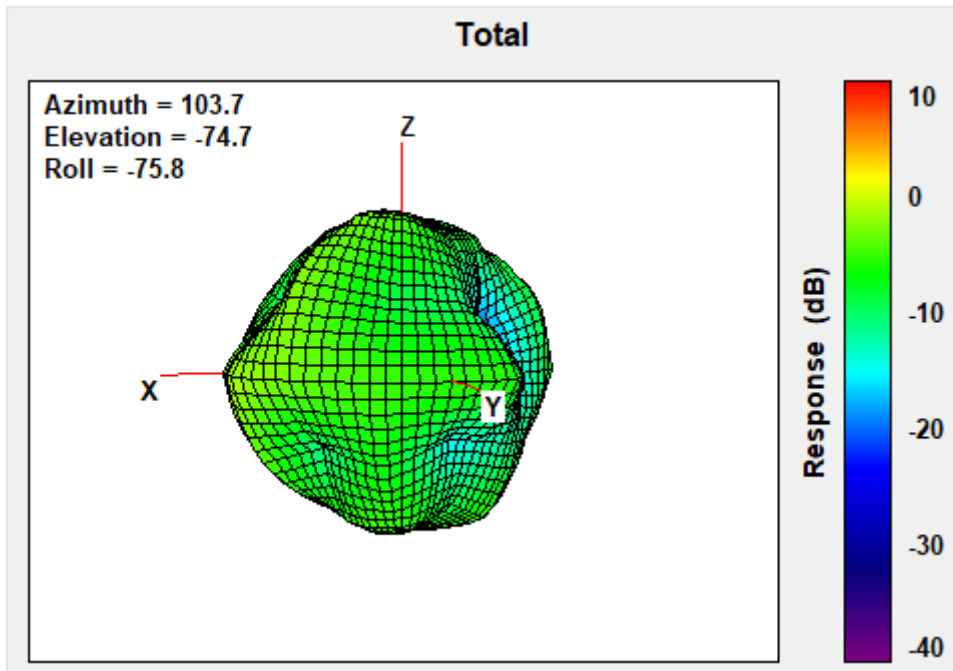 Total
Azimuth = 103.7
Elevation = -74.7
Roll = -75.8
Z
X
Y
10
0
-10
-20
-30
-40
Response (dB)